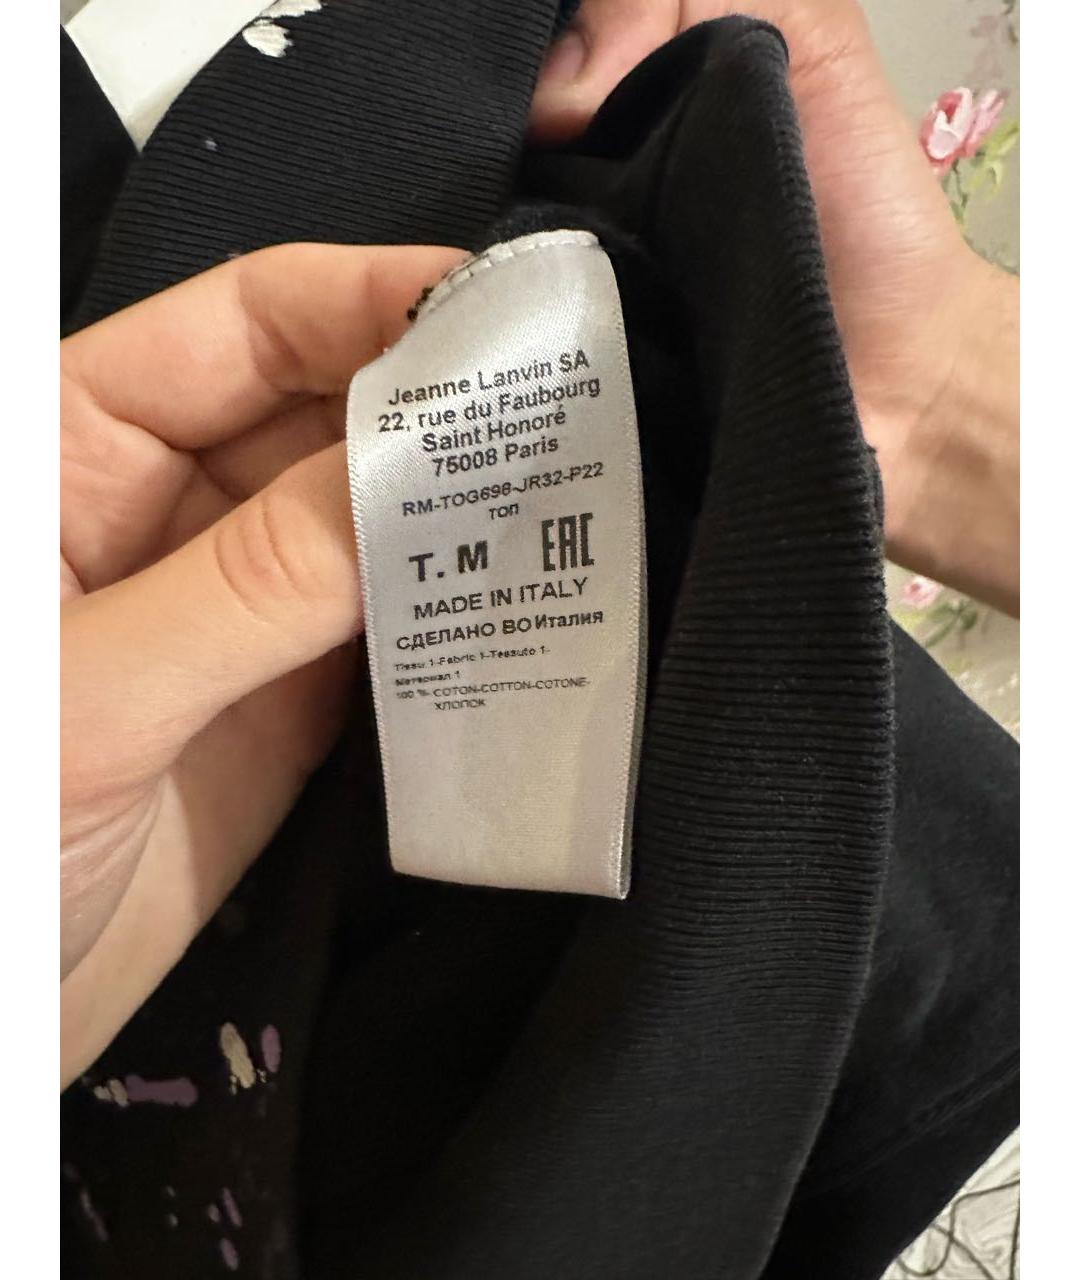 Jeanne Lanvin SA
22, rue du Faubourg
Saint Honoré
75008 Paris
RM-TOG698-JR32-P22
топ
T. M EAC
MADE IN ITALY
СДЕЛАНО ВО Италия
Tissu 1-Fabric 1-Tessuto 1-
Материал 1
100 % COTON-COTTON-COTONE-
ХЛОПОК